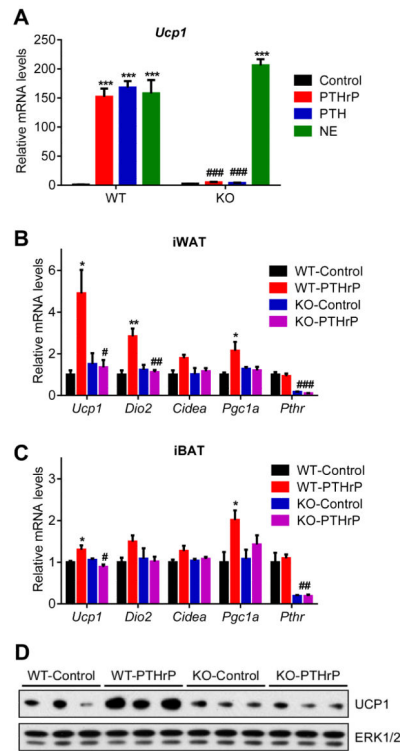 A
Ucp1
Relative mRNA levels
200
150
100
50
0
***
***
***
***
###
###
WT
KO
Control
PTHrP
PTH
NE
B
iWAT
Relative mRNA levels
6
4
2
0
*
#
**
##
*
###
Ucp1 Dio2 Cidea Pgc1a Pthr
WT-Control
WT-PTHrP
KO-Control
KO-PTHrP
C
iBAT
Relative mRNA levels
3
2
1
0
*
#
*
##
Ucp1 Dio2 Cidea Pgc1a Pthr
WT-Control
WT-PTHrP
KO-Control
KO-PTHrP
D
WT-Control WT-PTHrP KO-Control KO-PTHrP
UCP1
ERK1/2